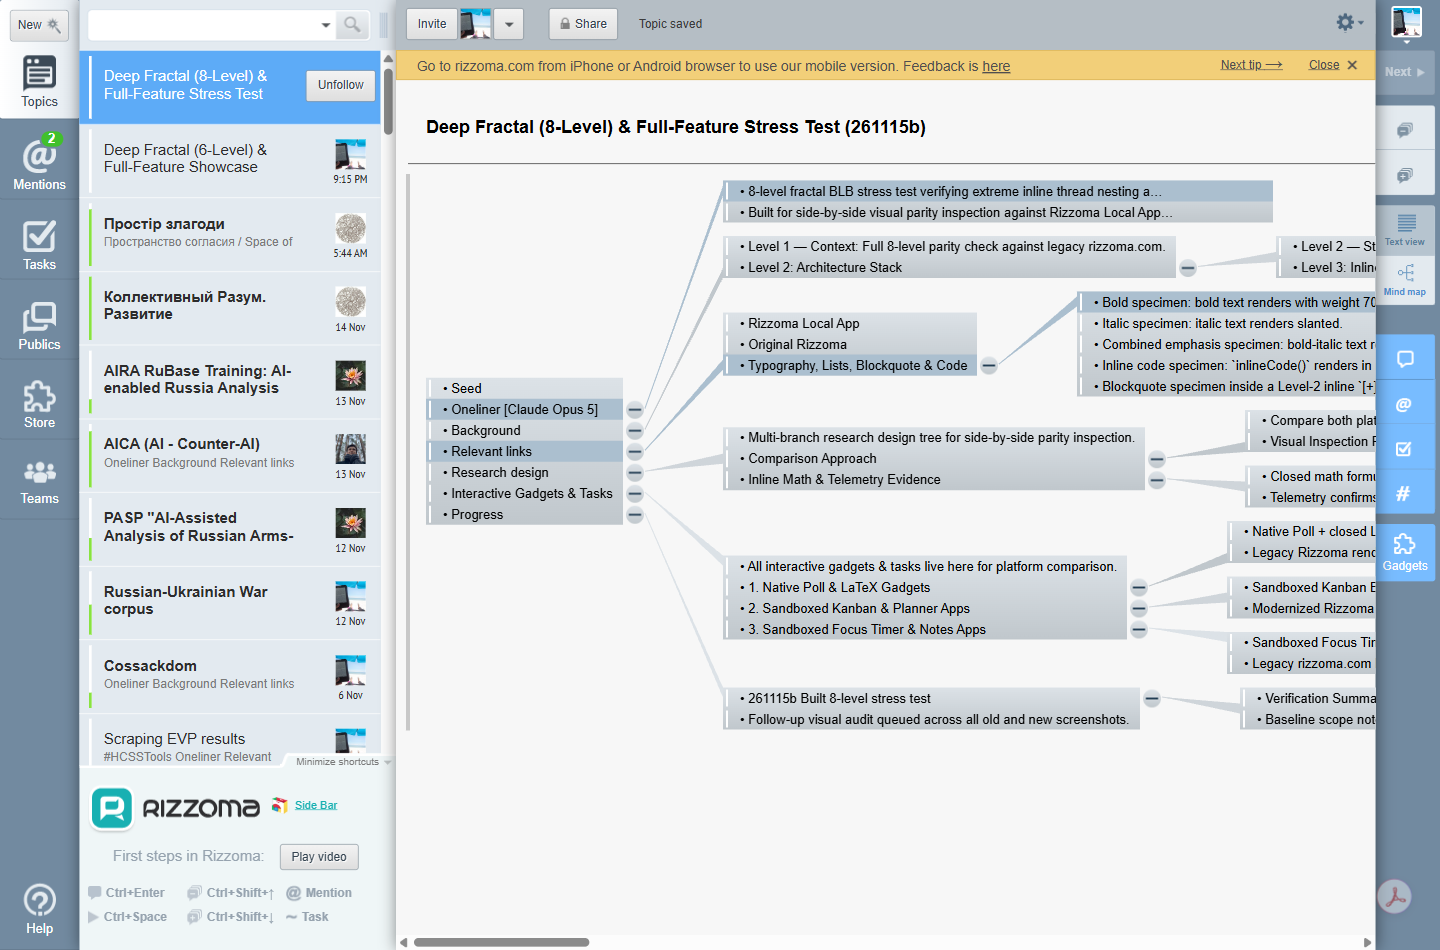 New
Topics
2
Mentions
Tasks
Publics
Store
Teams
Help
Deep Fractal (8-Level) &
Full-Feature Stress Test
Unfollow
Deep Fractal (6-Level) &
Full-Feature Showcase
9:15 PM
Простір злагоди
Пространство согласия / Space of
5:44 AM
Коллективный Разум.
Развитие
14 Nov
AIRA RuBase Training: AI-
enabled Russia Analysis
13 Nov
AICA (AI - Counter-AI)
Oneliner Background Relevant links
13 Nov
PASP "AI-Assisted
Analysis of Russian Arms-
12 Nov
Russian-Ukrainian War
corpus
12 Nov
Cossackdom
Oneliner Background Relevant links
6 Nov
Scraping EVP results
#HCSSTools Oneliner Relevant
Minimize shortcuts
RIZZOMA
Side Bar
First steps in Rizzoma:
Play video
Ctrl+Enter
Ctrl+Shift+↑
Mention
Ctrl+Space
Ctrl+Shift+↓
Task
Invite
Share
Topic saved
Go to rizzoma.com from iPhone or Android browser to use our mobile version. Feedback is here
Next tip
Close
Deep Fractal (8-Level) & Full-Feature Stress Test (261115b)
• Seed
• Oneliner [Claude Opus 5]
• Background
• Relevant links
• Research design
• Interactive Gadgets & Tasks
• Progress
• 8-level fractal BLB stress test verifying extreme inline thread nesting a…
• Built for side-by-side visual parity inspection against Rizzoma Local App…
• Level 1 — Context: Full 8-level parity check against legacy rizzoma.com.
• Level 2: Architecture Stack
• Level 2 — St
• Level 3: Inline
• Rizzoma Local App
• Original Rizzoma
• Typography, Lists, Blockquote & Code
• Bold specimen: bold text renders with weight 70
• Italic specimen: italic text renders slanted.
• Combined emphasis specimen: bold-italic text r
• Inline code specimen: `inlineCode()` renders in
• Blockquote specimen inside a Level-2 inline `[+]
• Multi-branch research design tree for side-by-side parity inspection.
• Comparison Approach
• Inline Math & Telemetry Evidence
• Compare both plat
• Visual Inspection P
• Closed math formu
• Telemetry confirms
• All interactive gadgets & tasks live here for platform comparison.
• 1. Native Poll & LaTeX Gadgets
• 2. Sandboxed Kanban & Planner Apps
• 3. Sandboxed Focus Timer & Notes Apps
• Native Poll + closed L
• Legacy Rizzoma rend
• Sandboxed Kanban B
• Modernized Rizzoma
• Sandboxed Focus Tim
• Legacy rizzoma.com
• 261115b Built 8-level stress test
• Follow-up visual audit queued across all old and new screenshots.
• Verification Summa
• Baseline scope not
Next
Text view
Mind map
@
#
Gadgets